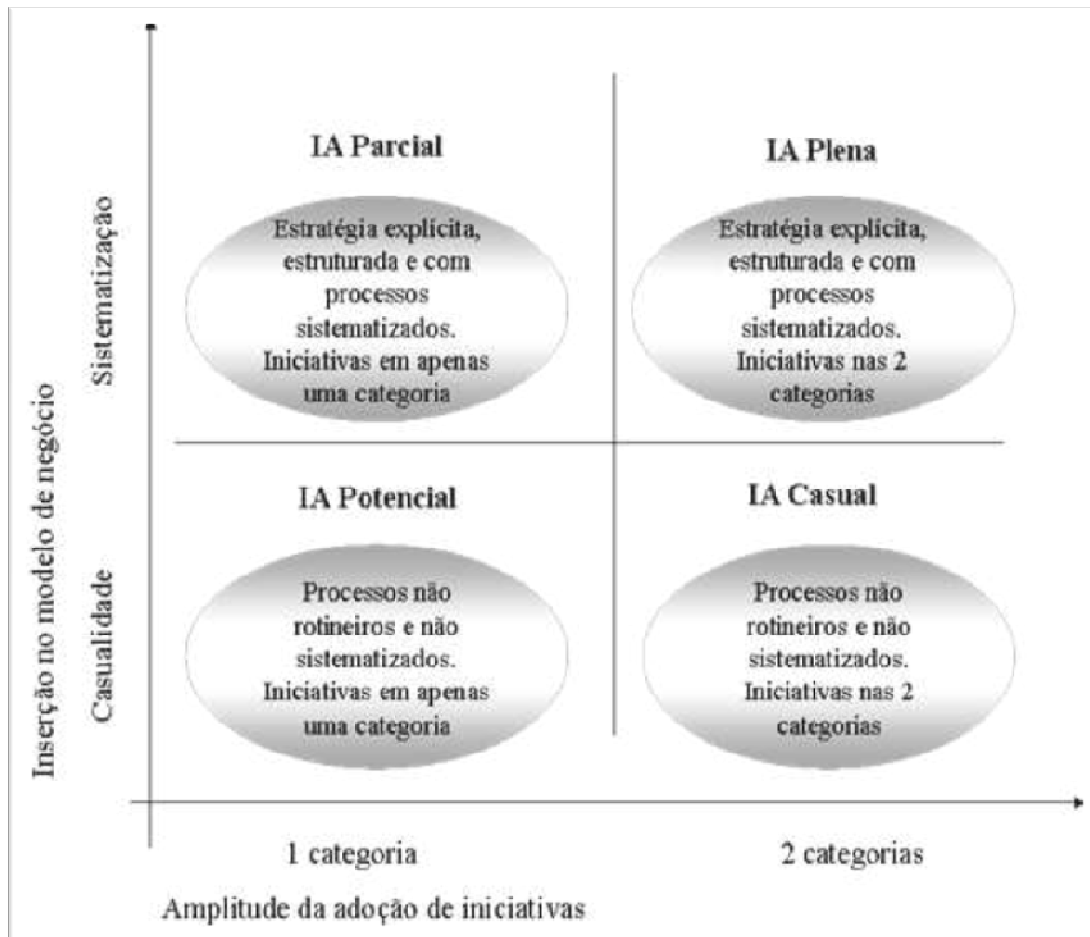 IA Parcial
Estratégia explícita,
estruturada e com
processos
sistematizados.
Iniciativas em apenas
uma categoria
IA Plena
Estratégia explícita,
estruturada e com
processos
sistematizados.
Iniciativas nas 2
categorias
IA Potencial
Processos não
rotineiros e não
sistematizados.
Iniciativas em apenas
uma categoria
IA Casual
Processos não
rotineiros e não
sistematizados.
Iniciativas nas 2
categorias
Inserção no modelo de negócio
Sistematização
Casualidade
1 categoria
2 categorias
Amplitude da adoção de iniciativas